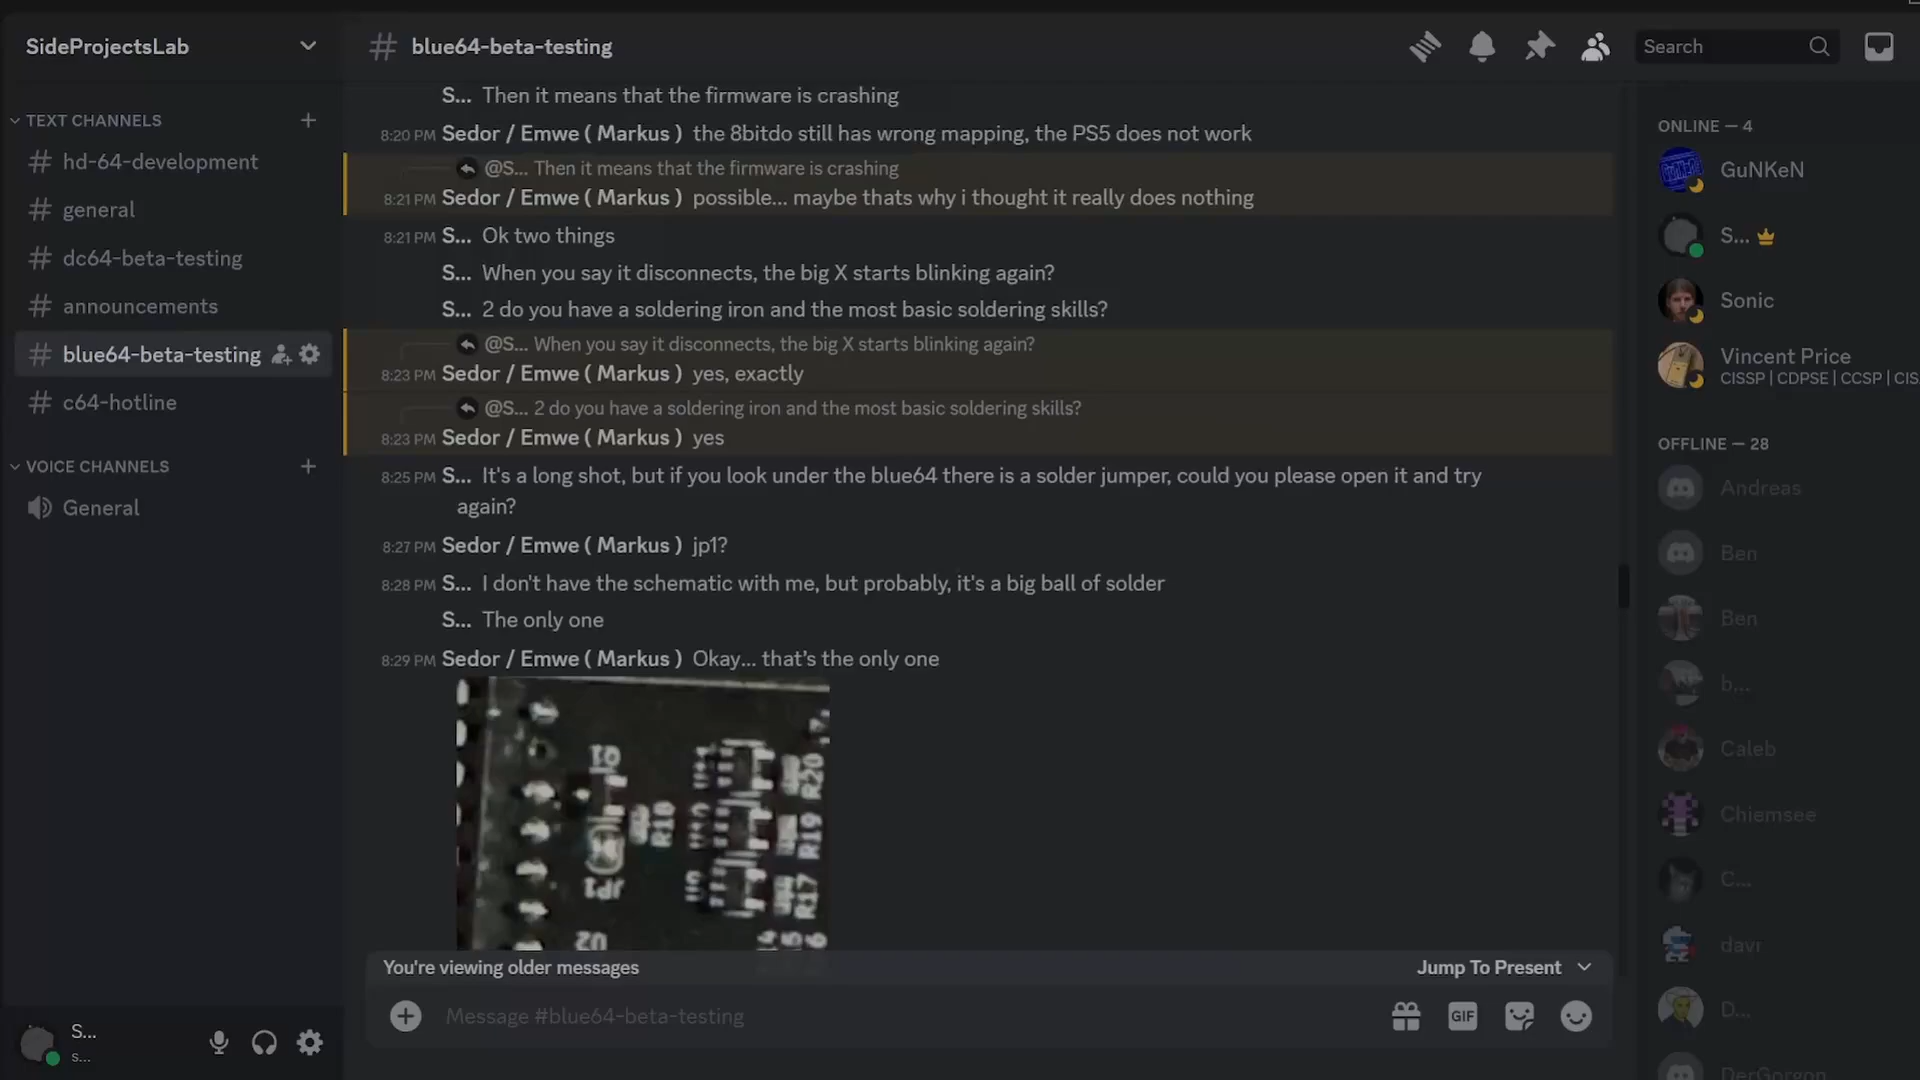 SideProjectsLab
TEXT CHANNELS
hd-64-development
general
dc64-beta-testing
announcements
blue64-beta-testing
c64-hotline
VOICE CHANNELS
General
S...
s...
# blue64-beta-testing
Search
S... Then it means that the firmware is crashing
8:20 PM Sedor / Emwe ( Markus ) the 8bitdo still has wrong mapping, the PS5 does not work
@S... Then it means that the firmware is crashing
8:21 PM Sedor / Emwe ( Markus ) possible... maybe thats why i thought it really does nothing
8:21 PM S... Ok two things
S... When you say it disconnects, the big X starts blinking again?
S... 2 do you have a soldering iron and the most basic soldering skills?
@S... When you say it disconnects, the big X starts blinking again?
8:23 PM Sedor / Emwe ( Markus ) yes, exactly
@S... 2 do you have a soldering iron and the most basic soldering skills?
8:23 PM Sedor / Emwe ( Markus ) yes
8:25 PM S... It's a long shot, but if you look under the blue64 there is a solder jumper, could you please open it and try
again?
8:27 PM Sedor / Emwe ( Markus ) jp1?
8:28 PM S... I don't have the schematic with me, but probably, it's a big ball of solder
S... The only one
8:29 PM Sedor / Emwe ( Markus ) Okay... that's the only one
Q1
R18
JP1
R20
R19
R17
You're viewing older messages
Jump To Present
Message #blue64-beta-testing
GIF
ONLINE — 4
GuNKeN
S...
Sonic
Vincent Price
CISSP | CDPSE | CCSP | CIS
OFFLINE — 28
Andreas
Ben
Ben
b...
Caleb
Chiemsee
C...
davr
D...
DerGorgon